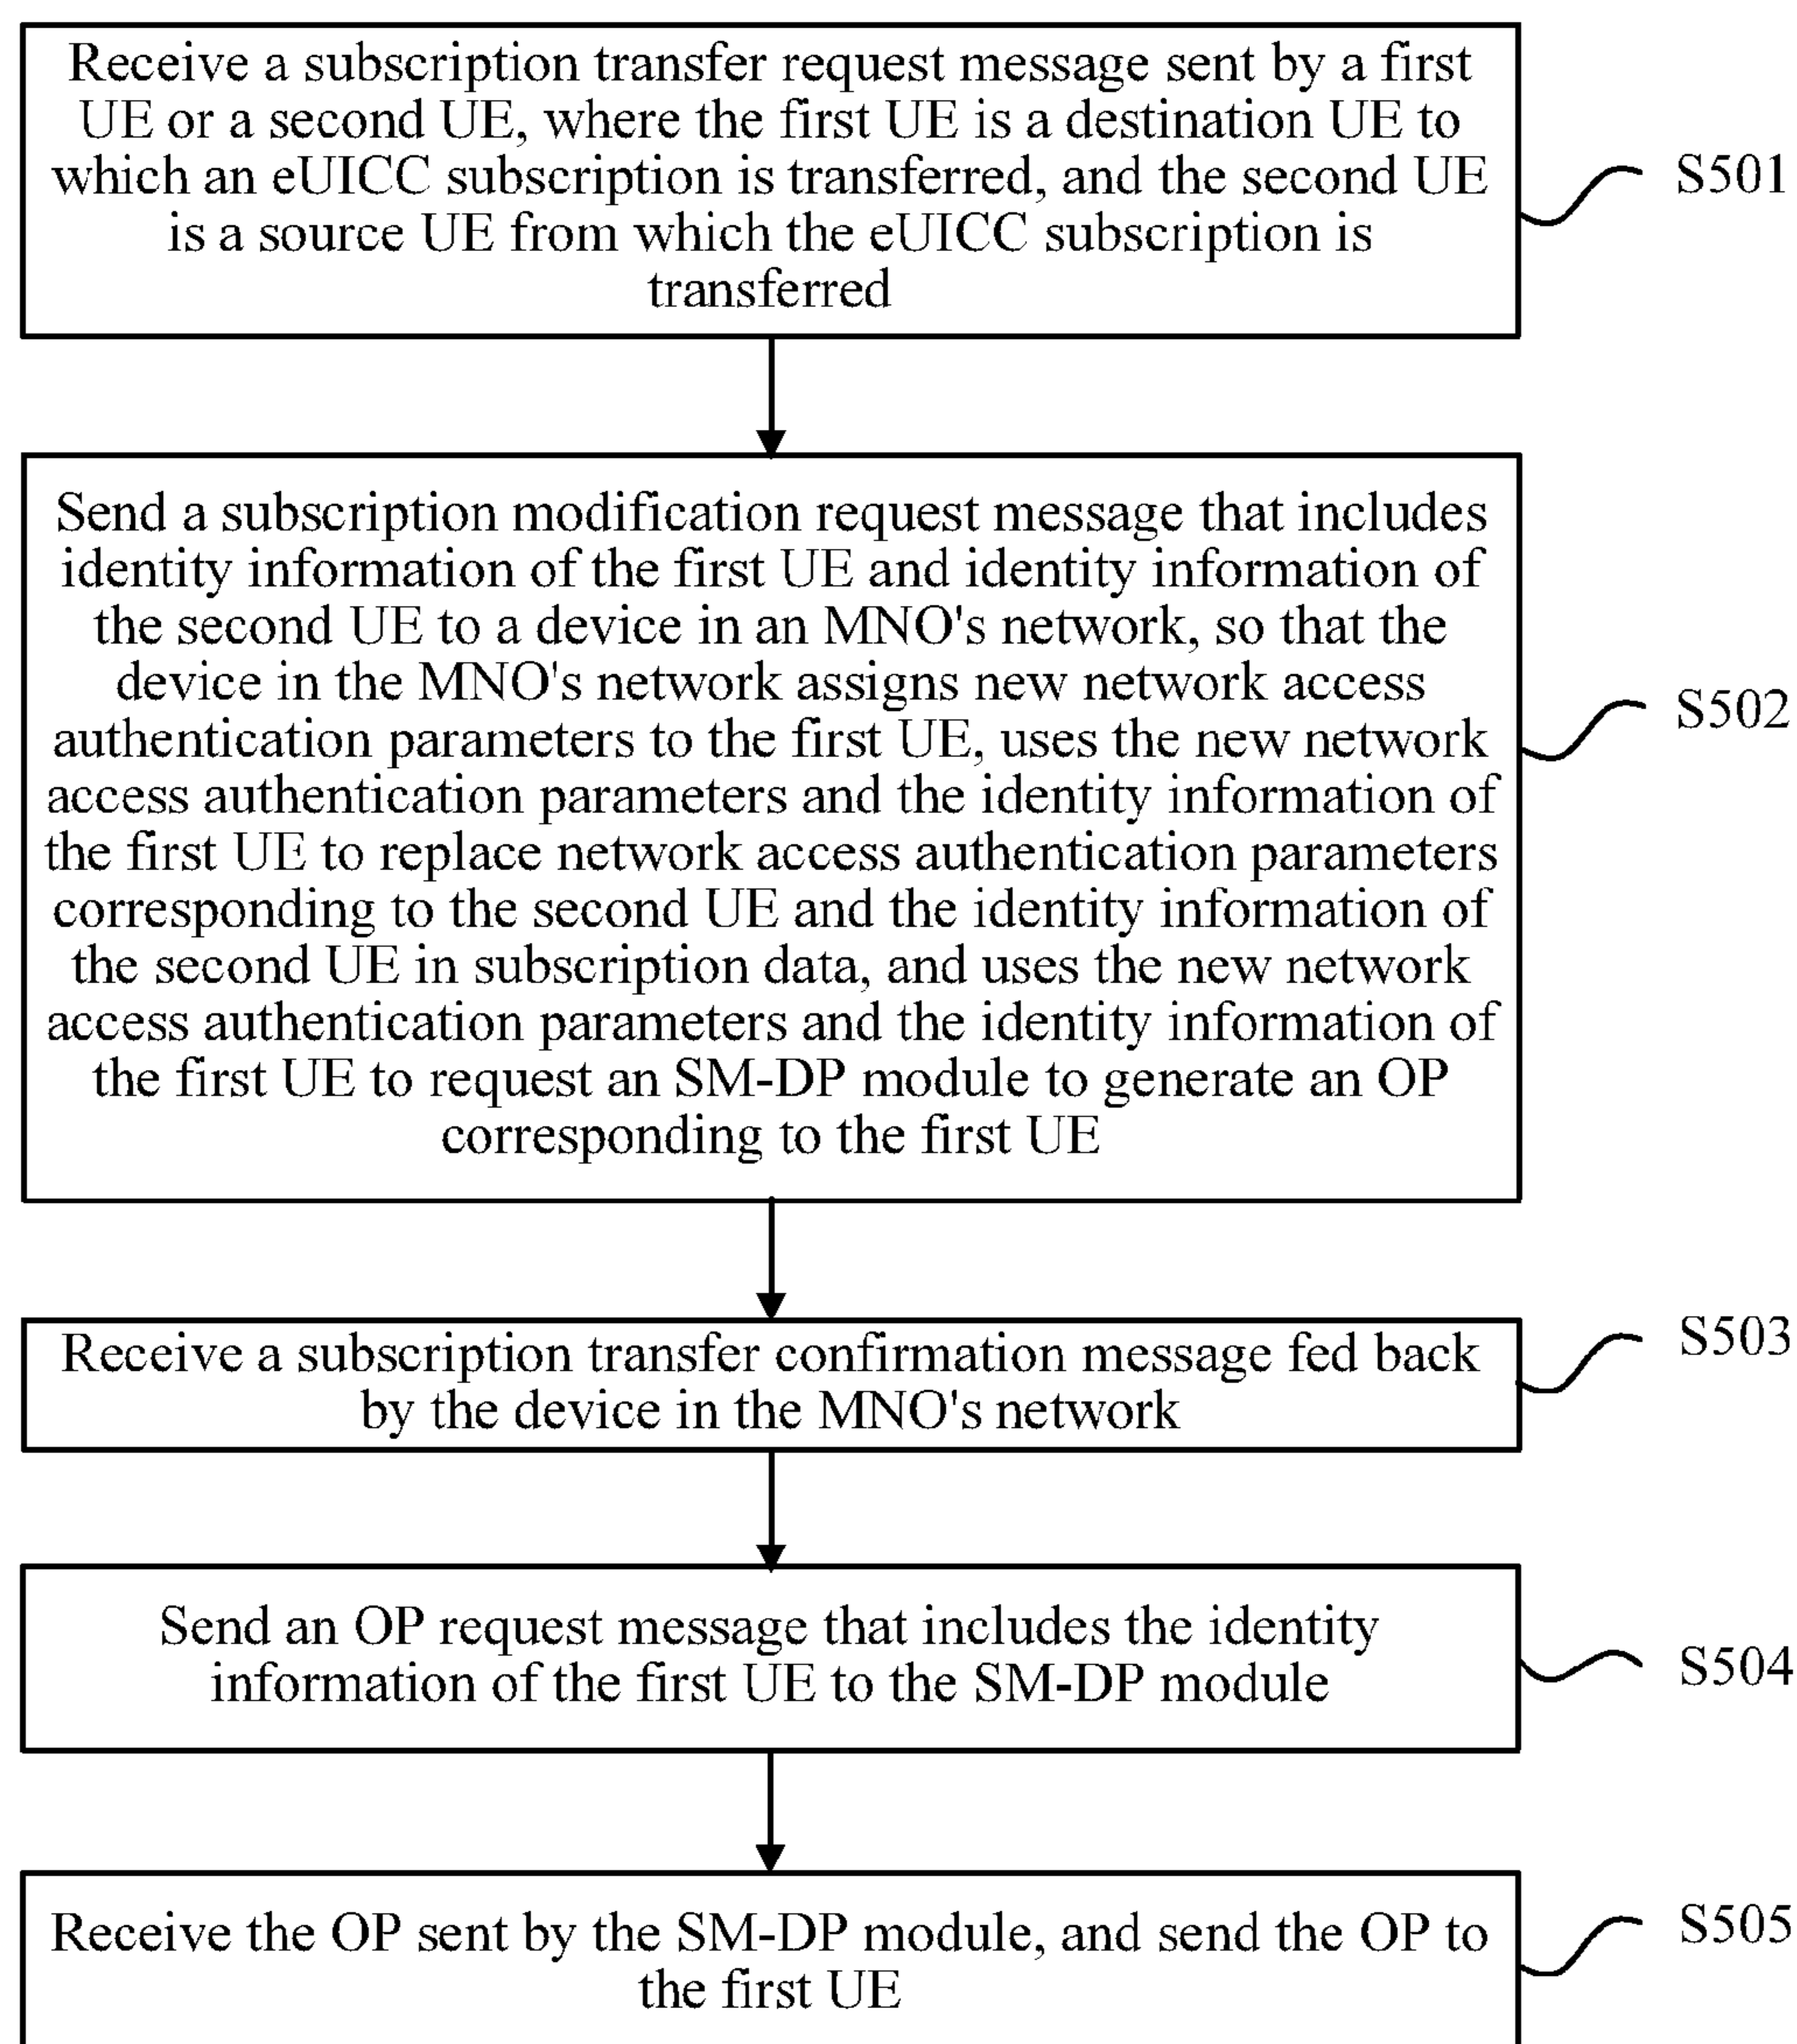 Receive a subscription transfer request message sent by a first
UE or a second UE, where the first UE is a destination UE to
which an eUICC subscription is transferred, and the second UE
is a source UE from which the eUICC subscription is
transferred
S501
Send a subscription modification request message that includes
identity information of the first UE and identity information of
the second UE to a device in an MNO's network, so that the
device in the MNO's network assigns new network access
authentication parameters to the first UE, uses the new network
access authentication parameters and the identity information of
the first UE to replace network access authentication parameters
corresponding to the second UE and the identity information of
the second UE in subscription data, and uses the new network
access authentication parameters and the identity information of
the first UE to request an SM-DP module to generate an OP
corresponding to the first UE
S502
Receive a subscription transfer confirmation message fed back
by the device in the MNO's network
S503
Send an OP request message that includes the identity
information of the first UE to the SM-DP module
S504
Receive the OP sent by the SM-DP module, and send the OP to
the first UE
S505